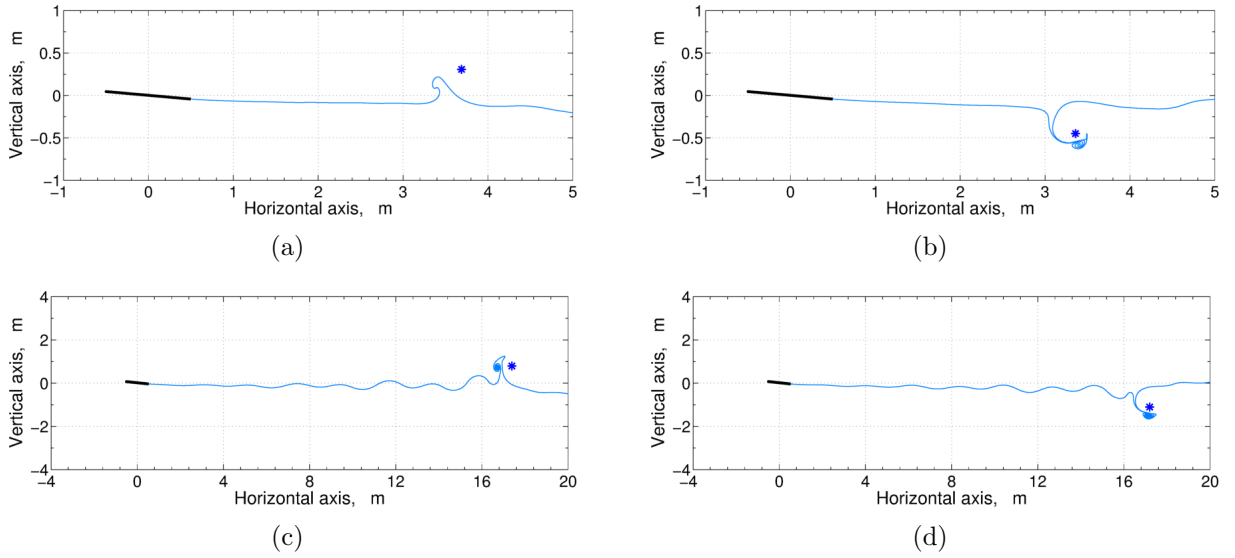 1
0.5
0
−0.5
−1
Vertical axis, m
−1 0 1 2 3 4 5
Horizontal axis, m
(a)
1
0.5
0
−0.5
−1
Vertical axis, m
−1 0 1 2 3 4 5
Horizontal axis, m
(b)
4
2
0
−2
−4
Vertical axis, m
−4 0 4 8 12 16 20
Horizontal axis, m
(c)
4
2
0
−2
−4
Vertical axis, m
−4 0 4 8 12 16 20
Horizontal axis, m
(d)